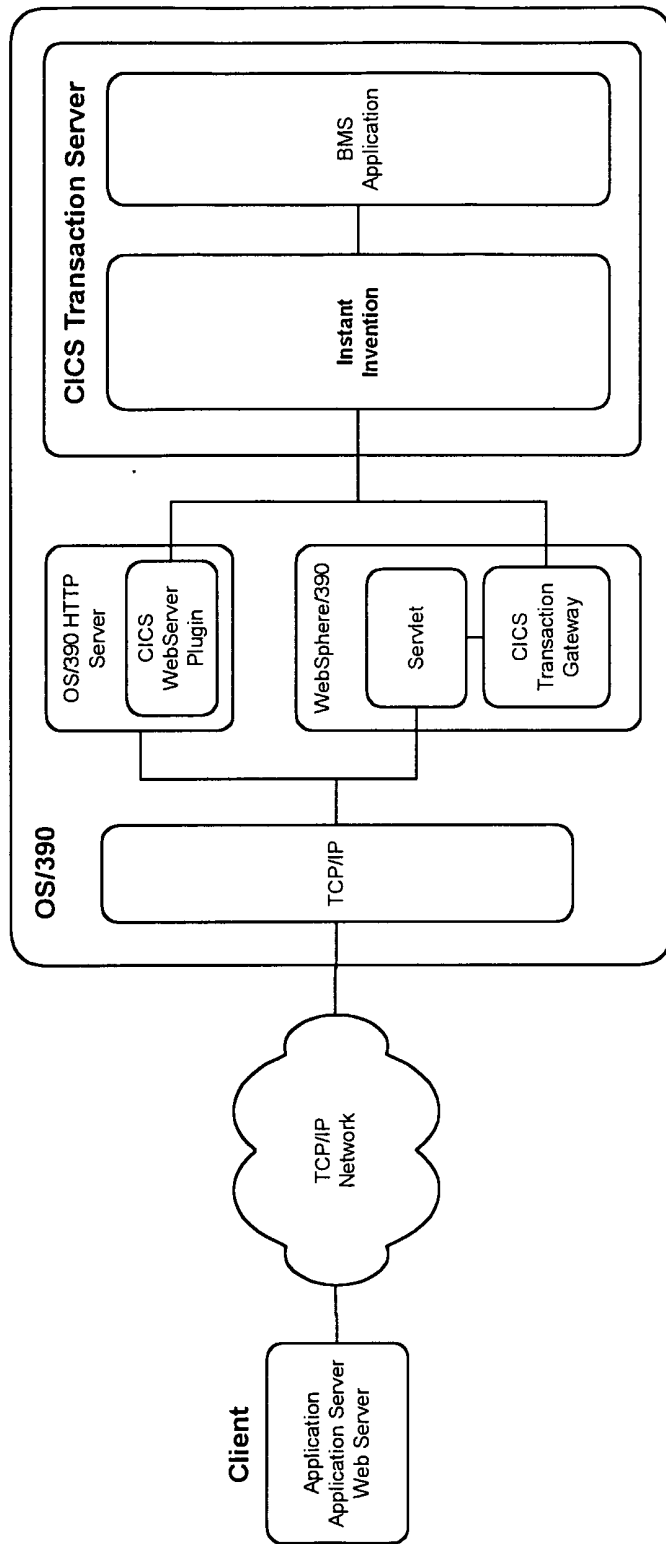 Client
Application
Application Server
Web Server
TCP/IP
Network
OS/390
TCP/IP
OS/390 HTTP
Server
CICS
WebServer
Plugin
WebSphere/390
Servlet
CICS
Transaction
Gateway
CICS Transaction Server
Instant
Invention
BMS
Application